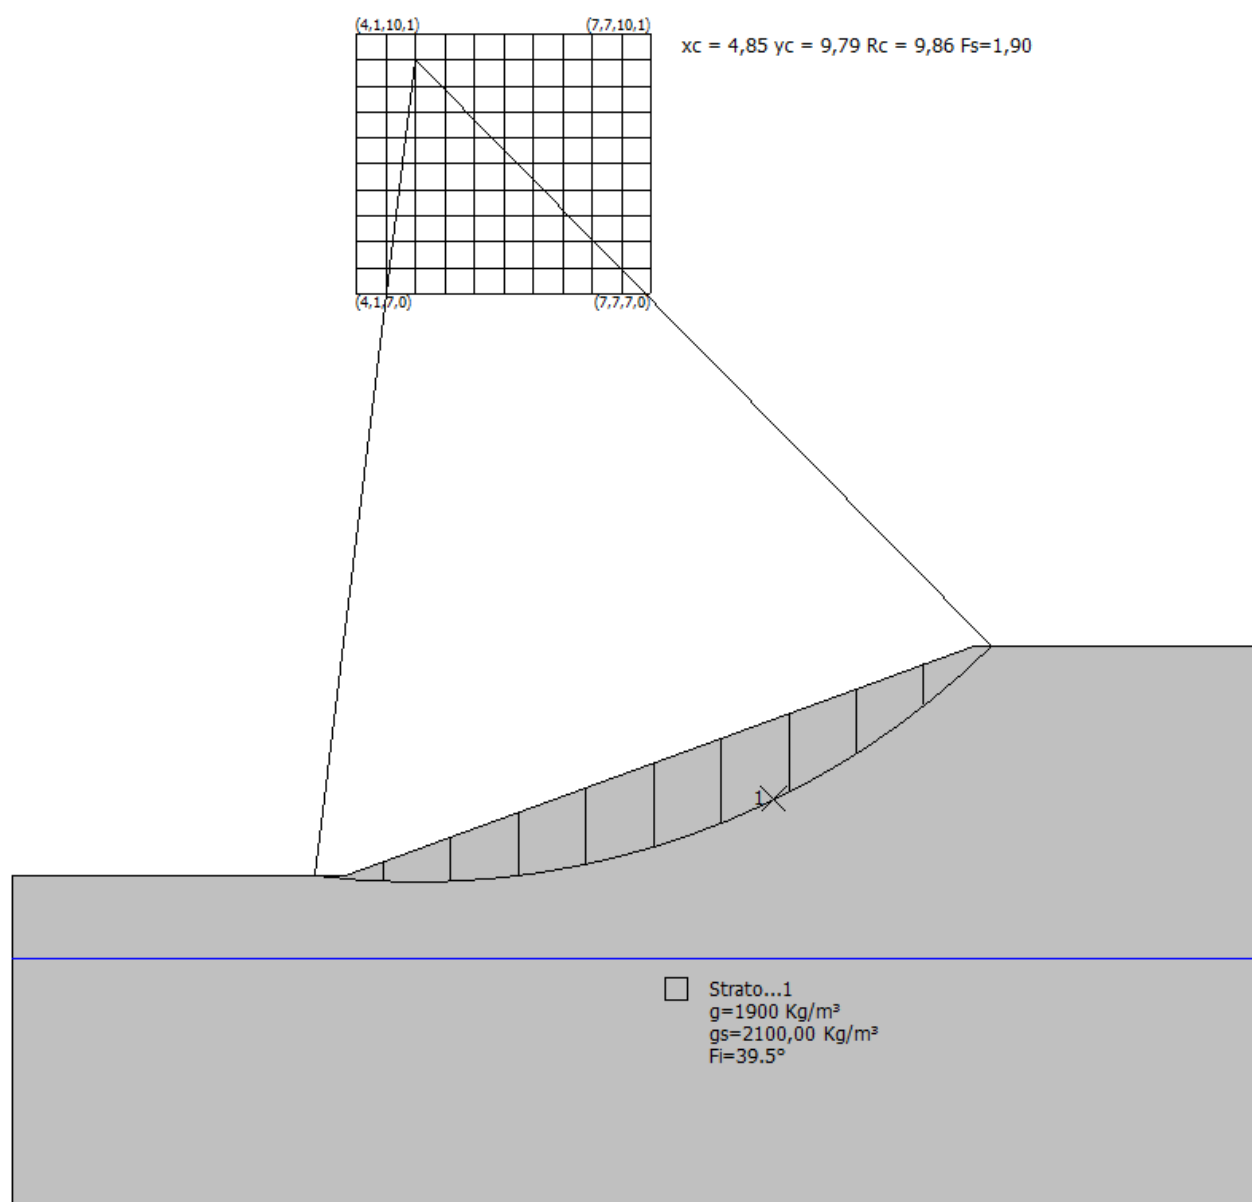 (4,1,10,1)
(7,7,10,1)
xc = 4,85 yc = 9,79 Rc = 9,86 Fs=1,90
(4,1,7,0)
(7,7,7,0)
1
Strato...1
g=1900 Kg/m³
gs=2100,00 Kg/m³
Fi=39.5°